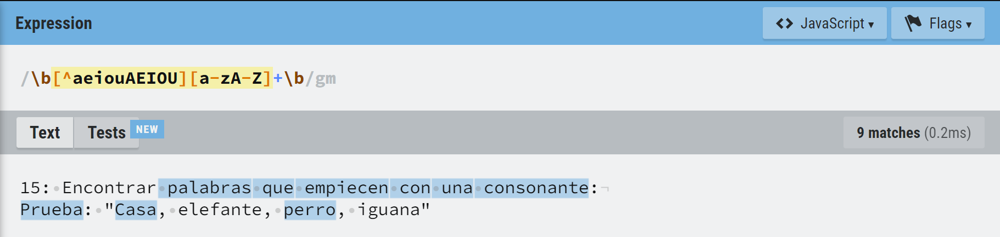 Expression
<> JavaScript ▾ Flags ▾
/\b[^aeiouAEIOU][a-zA-Z]+\b/gm
Text Tests NEW 9 matches (0.2ms)
15:•Encontrar•palabras•que•empiecen•con•una•consonante:¬
Prueba:•"Casa,•elefante,•perro,•iguana"